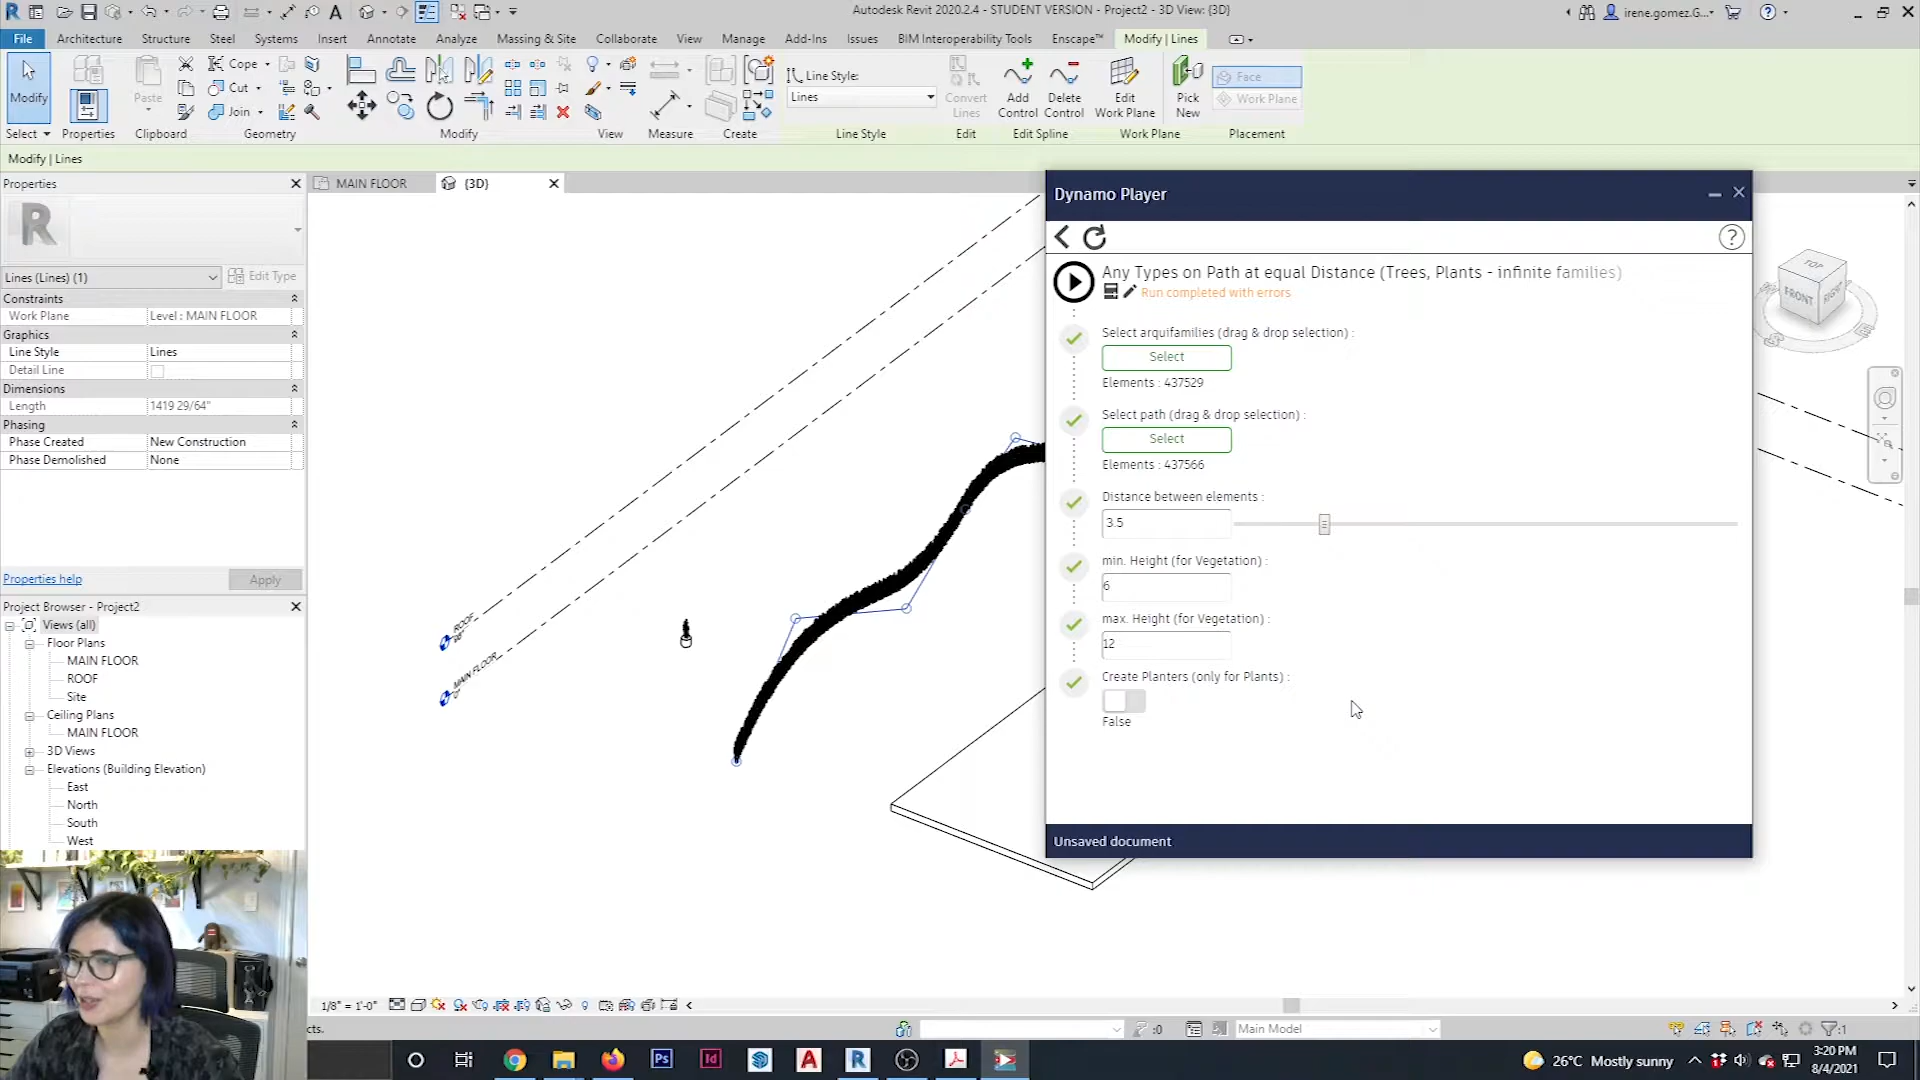 Autodesk Revit 2020.2.4 - STUDENT VERSION - Project2 - 3D View: {3D}
irene.gomez.G...
File Architecture Structure Steel Systems Insert Annotate Analyze Massing & Site Collaborate View Manage Add-Ins Issues BIM Interoperability Tools Enscape™ Modify | Lines
Modify
Paste
Cope
Cut
Join
Line Style:
Lines
Convert Lines
Add Control
Delete Control
Edit Work Plane
Pick New
Face
Work Plane
Select Properties Clipboard Geometry Modify View Measure Create Line Style Edit Edit Spline Work Plane Placement
Modify | Lines
Properties
MAIN FLOOR
{3D}
Lines (Lines) (1)
Edit Type
Constraints
Work Plane Level : MAIN FLOOR
Graphics
Line Style Lines
Detail Line
Dimensions
Length 1419 29/64"
Phasing
Phase Created New Construction
Phase Demolished None
Properties help
Apply
Project Browser - Project2
Views (all)
Floor Plans
MAIN FLOOR
ROOF
Site
Ceiling Plans
MAIN FLOOR
3D Views
Elevations (Building Elevation)
East
North
South
West
ROOF
MAIN FLOOR
TOP
FRONT
RIGHT
S
E
Dynamo Player
Any Types on Path at equal Distance (Trees, Plants - infinite families)
Run completed with errors
Select arquifamilies (drag & drop selection) :
Select
Elements : 437529
Select path (drag & drop selection) :
Select
Elements : 437566
Distance between elements :
3.5
min. Height (for Vegetation) :
6
max. Height (for Vegetation) :
12
Create Planters (only for Plants) :
False
Unsaved document
1/8" = 1'-0"
cts.
:0
Main Model
:1
26°C Mostly sunny
3:20 PM
8/4/2021